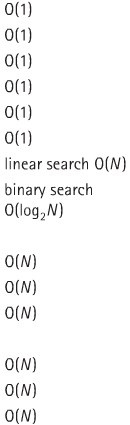 O(1)
O(1)
O(1)
O(1)
O(1)
O(1)
linear search O(N)
binary search
O(log₂N)
O(N)
O(N)
O(N)
O(N)
O(N)
O(N)